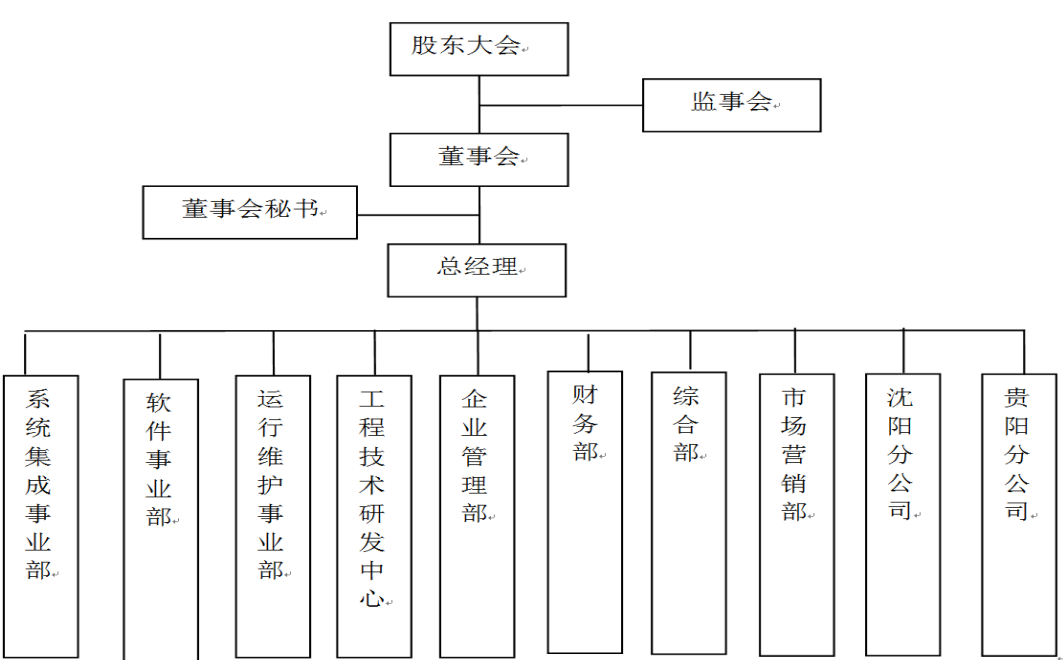 股东大会
监事会
董事会
董事会秘书
总经理
系统集成事业部
软件事业部
运行维护事业部
工程技术研发中心
企业管理部
财务部
综合部
市场营销部
沈阳分公司
贵阳分公司